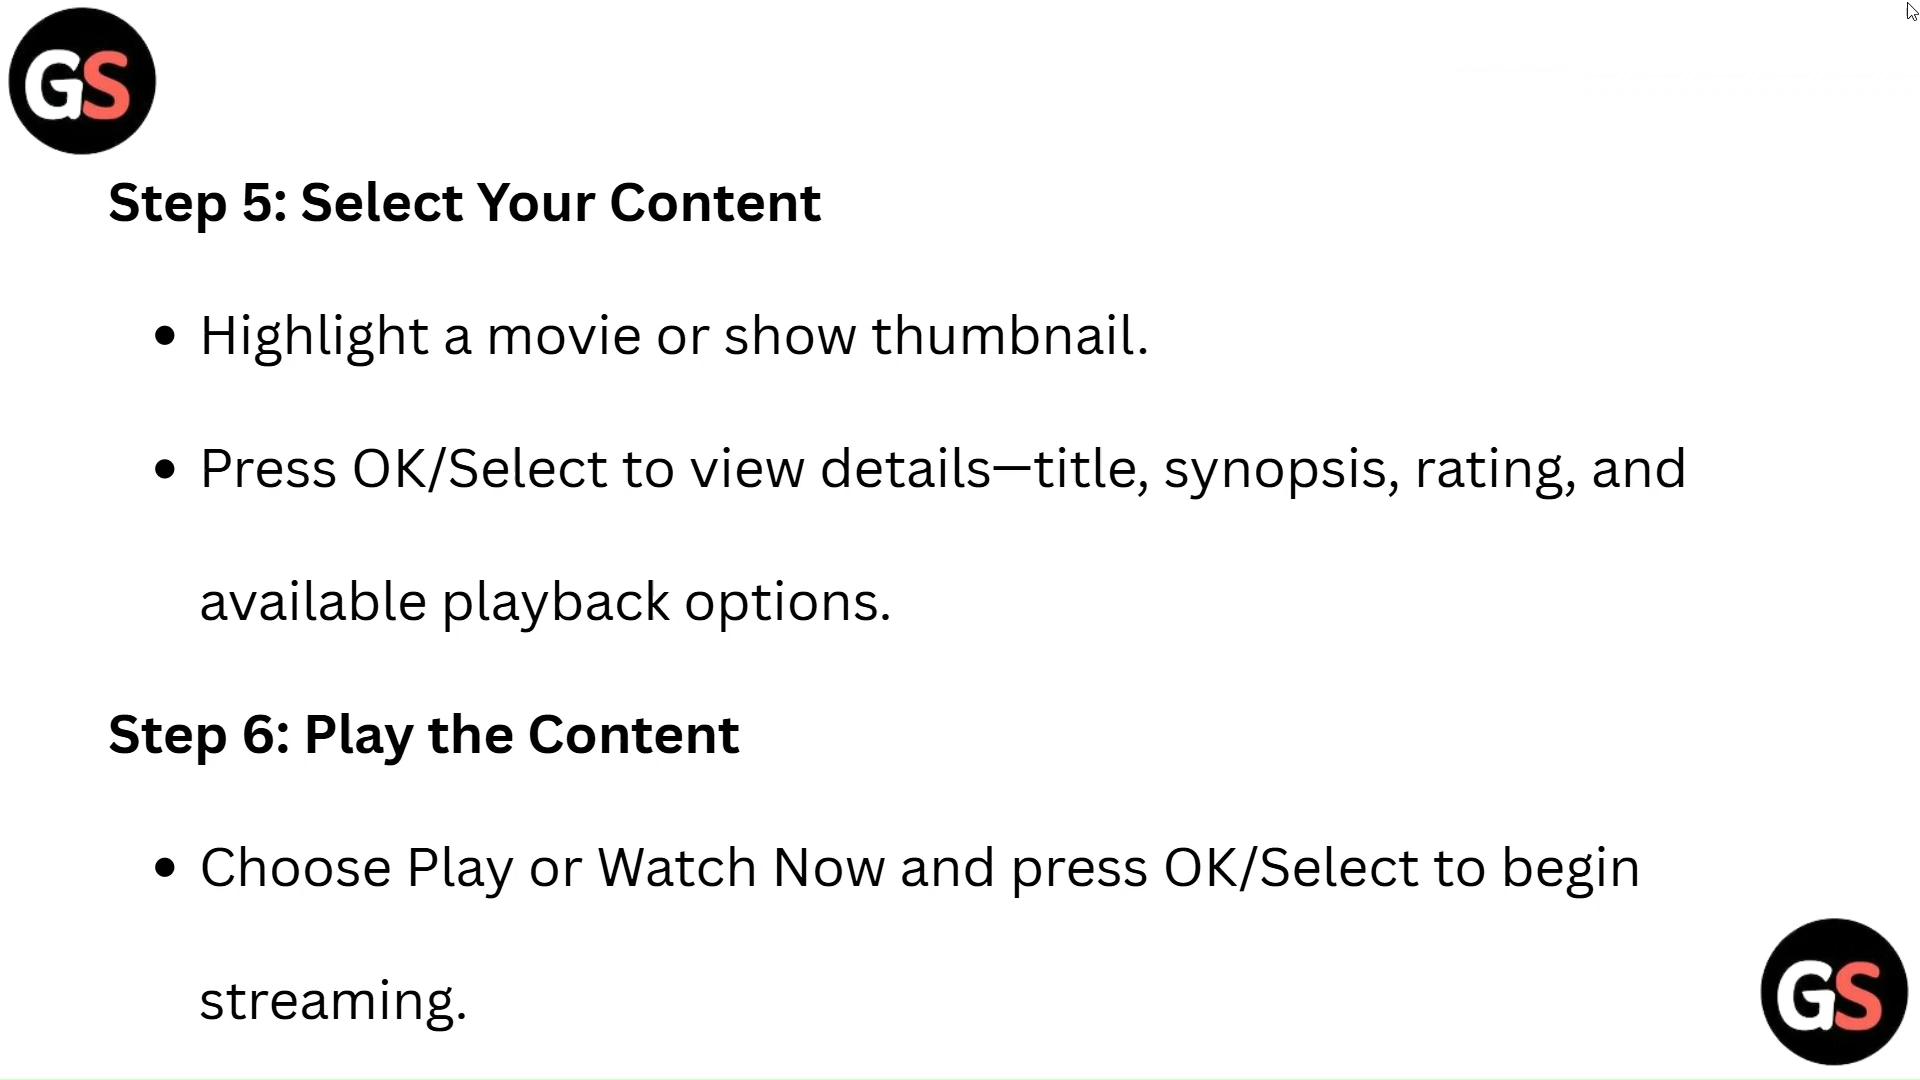 GS
Step 5: Select Your Content
• Highlight a movie or show thumbnail.
• Press OK/Select to view details—title, synopsis, rating, and
available playback options.
Step 6: Play the Content
• Choose Play or Watch Now and press OK/Select to begin
streaming.
GS